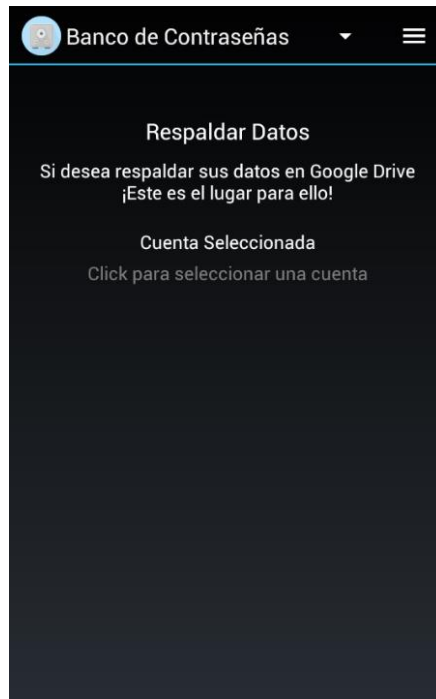 Banco de Contraseñas
Respaldar Datos
Si desea respaldar sus datos en Google Drive
¡Este es el lugar para ello!
Cuenta Seleccionada
Click para seleccionar una cuenta